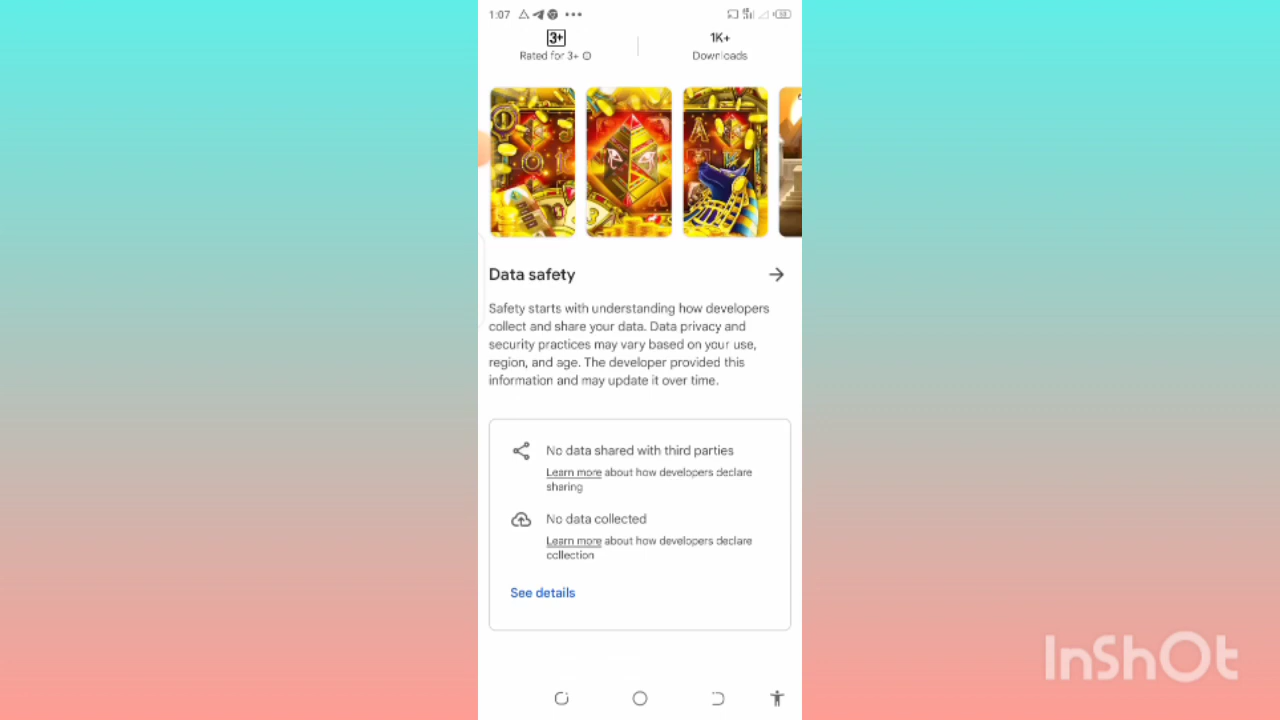 1:07
3+
1K+
Rated for 3+
Downloads
Data safety
Safety starts with understanding how developers
collect and share your data. Data privacy and
security practices may vary based on your use,
region, and age. The developer provided this
information and may update it over time.
No data shared with third parties
Learn more about how developers declare
sharing
No data collected
Learn more about how developers declare
collection
See details
InShOt